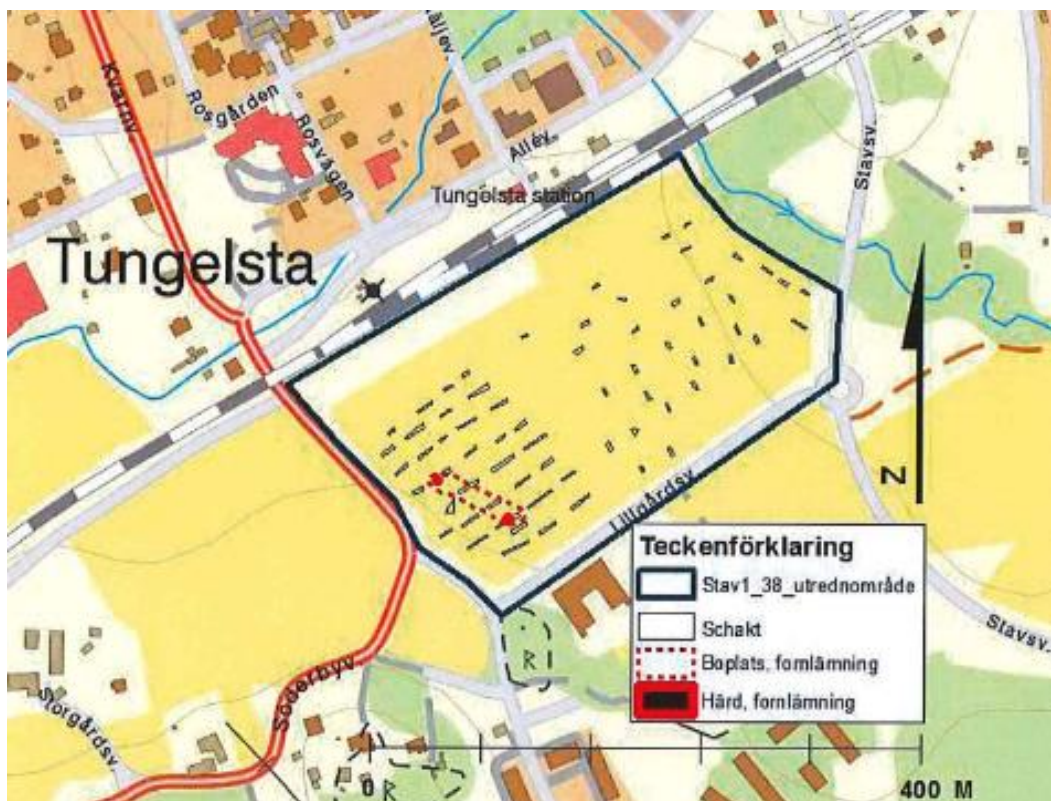 Kvarnv.
Rosgården
Rosvägen
Allév.
Stavsv.
Tungelsta station
Tungelsta
N
Lillgårdsv.
Teckenförklaring
Stav1_38_utrednområde
Schakt
Boplats, fornlämning
Härd, fornlämning
Stavsv.
Söderbyv.
Storgårdsv.
R
R
0
400 M